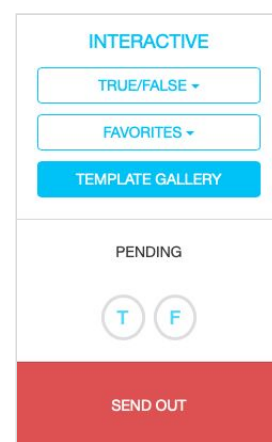 INTERACTIVE
TRUE/FALSE
FAVORITES
TEMPLATE GALLERY
PENDING
T F
SEND OUT